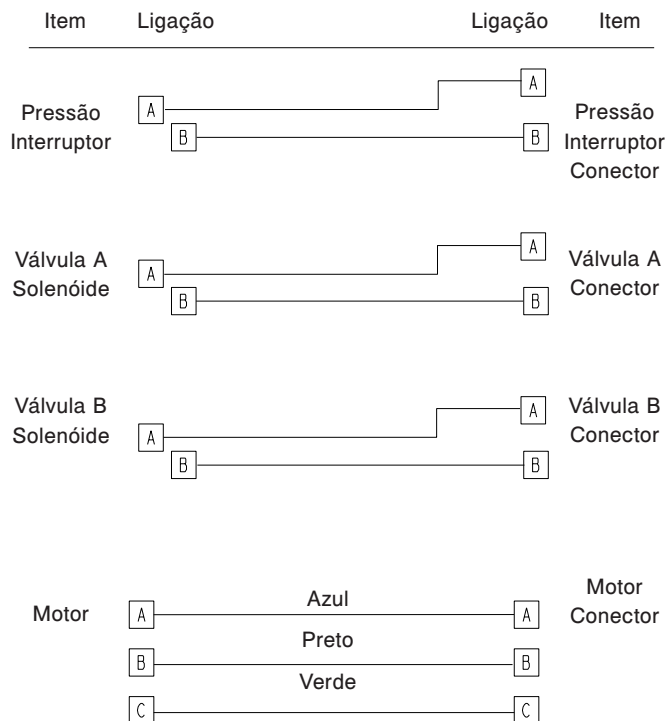 Item Ligação Ligação Item
A
Pressão
Interruptor
A
B
B
Pressão
Interruptor
Conector
Válvula A
Solenóide
A
A
B
B
Válvula A
Conector
Válvula B
Solenóide
A
A
B
B
Válvula B
Conector
Motor
A
Azul
A
Motor
Conector
B
Preto
B
Verde
C
C